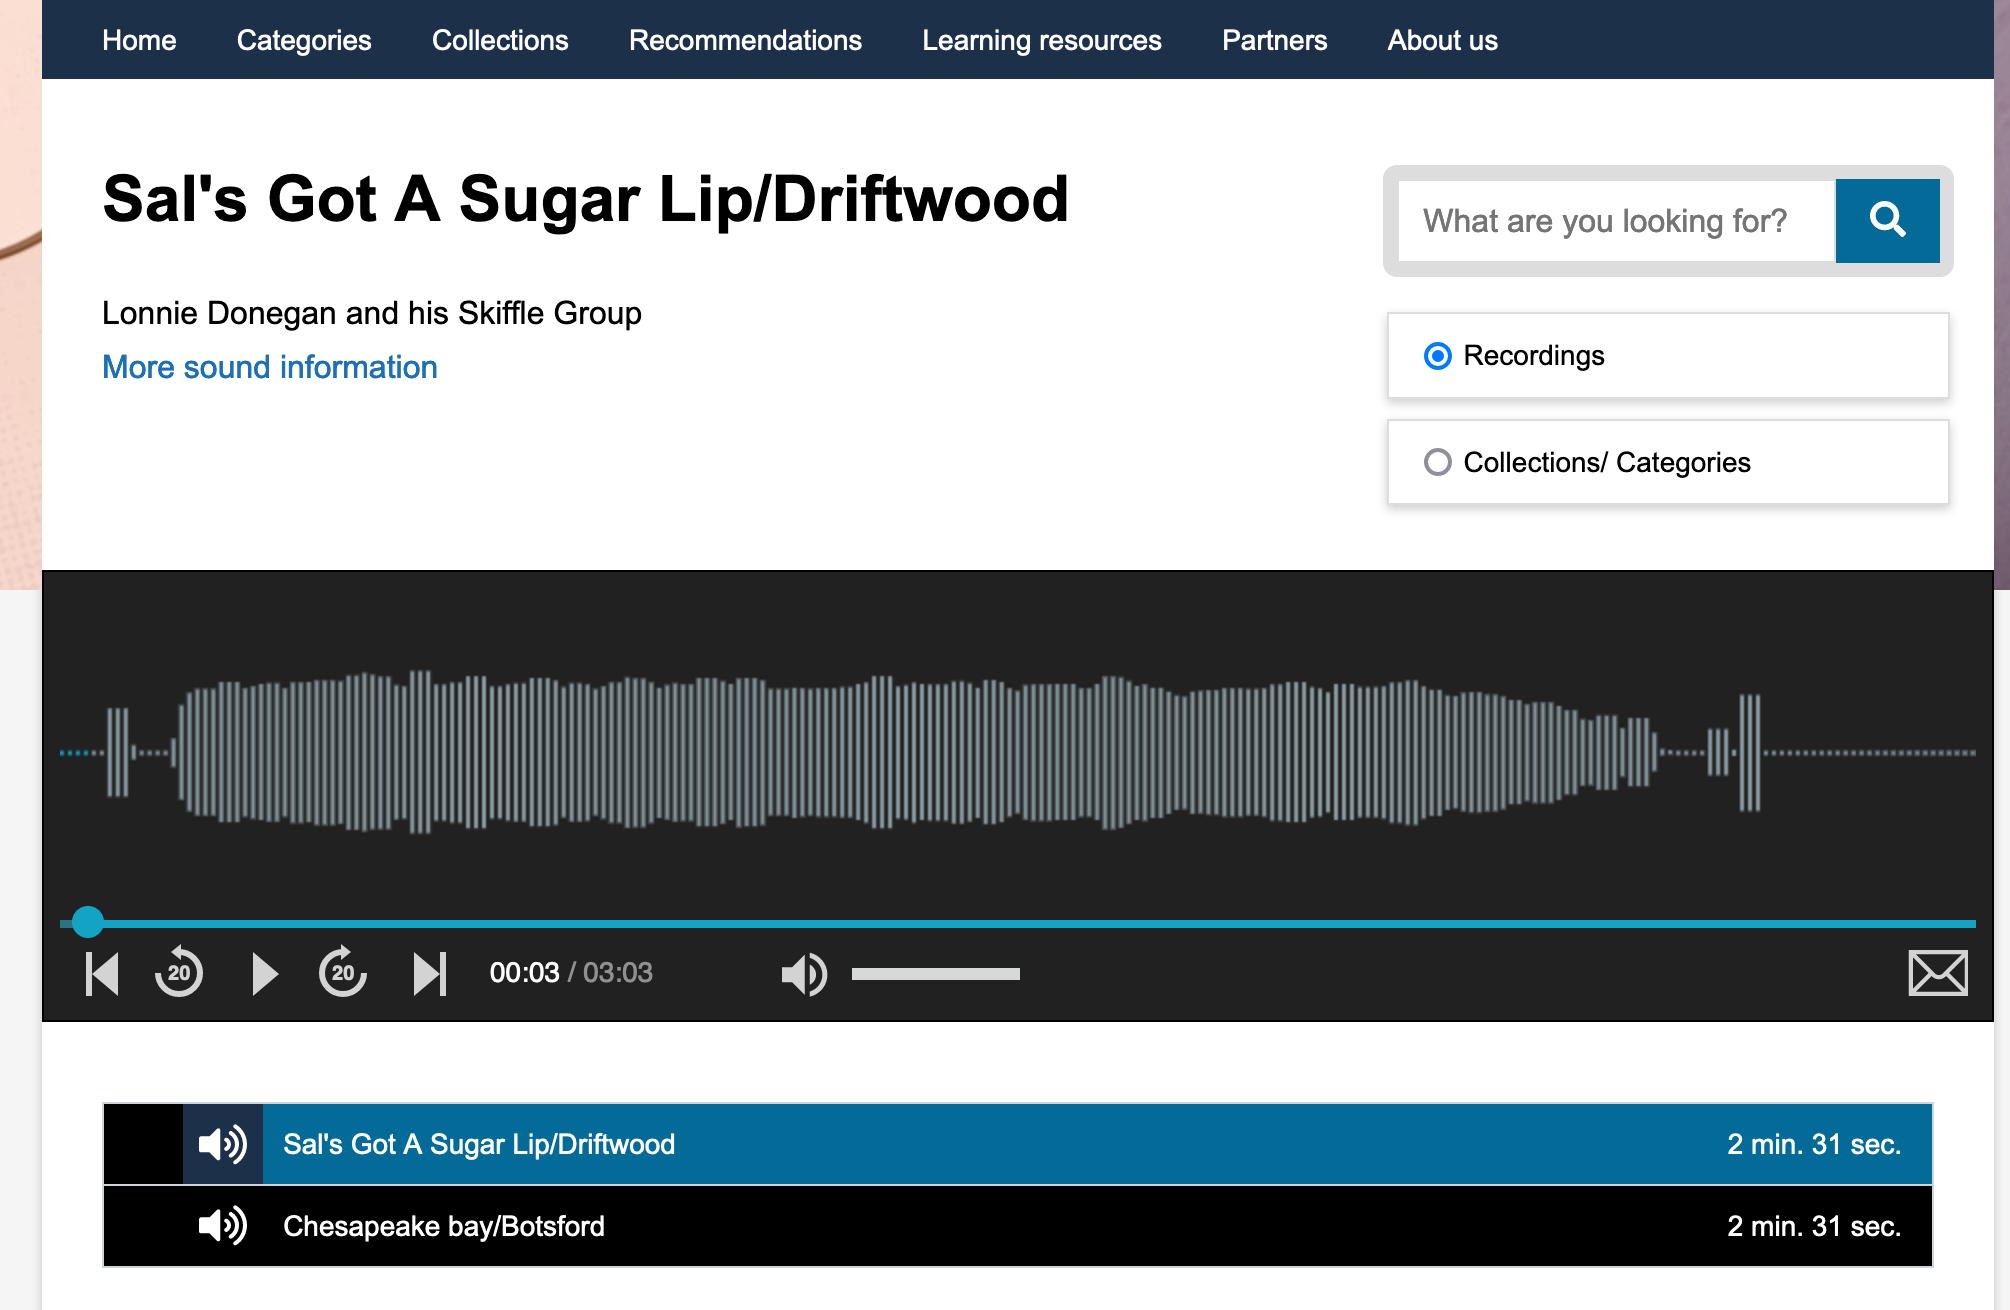 Home Categories Collections Recommendations Learning resources Partners About us
Sal's Got A Sugar Lip/Driftwood
What are you looking for?
Lonnie Donegan and his Skiffle Group
More sound information
Recordings
Collections/ Categories
20 20 00:03 / 03:03
Sal's Got A Sugar Lip/Driftwood 2 min. 31 sec.
Chesapeake bay/Botsford 2 min. 31 sec.